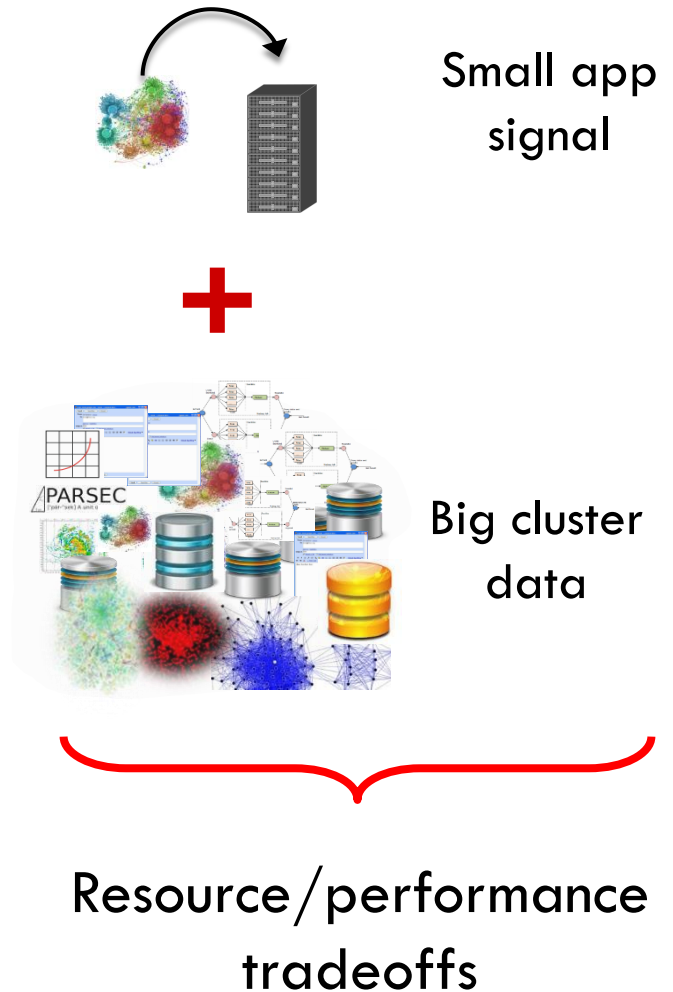 Small app
signal
+
Big cluster
data
PARSEC
Resource/performance
tradeoffs